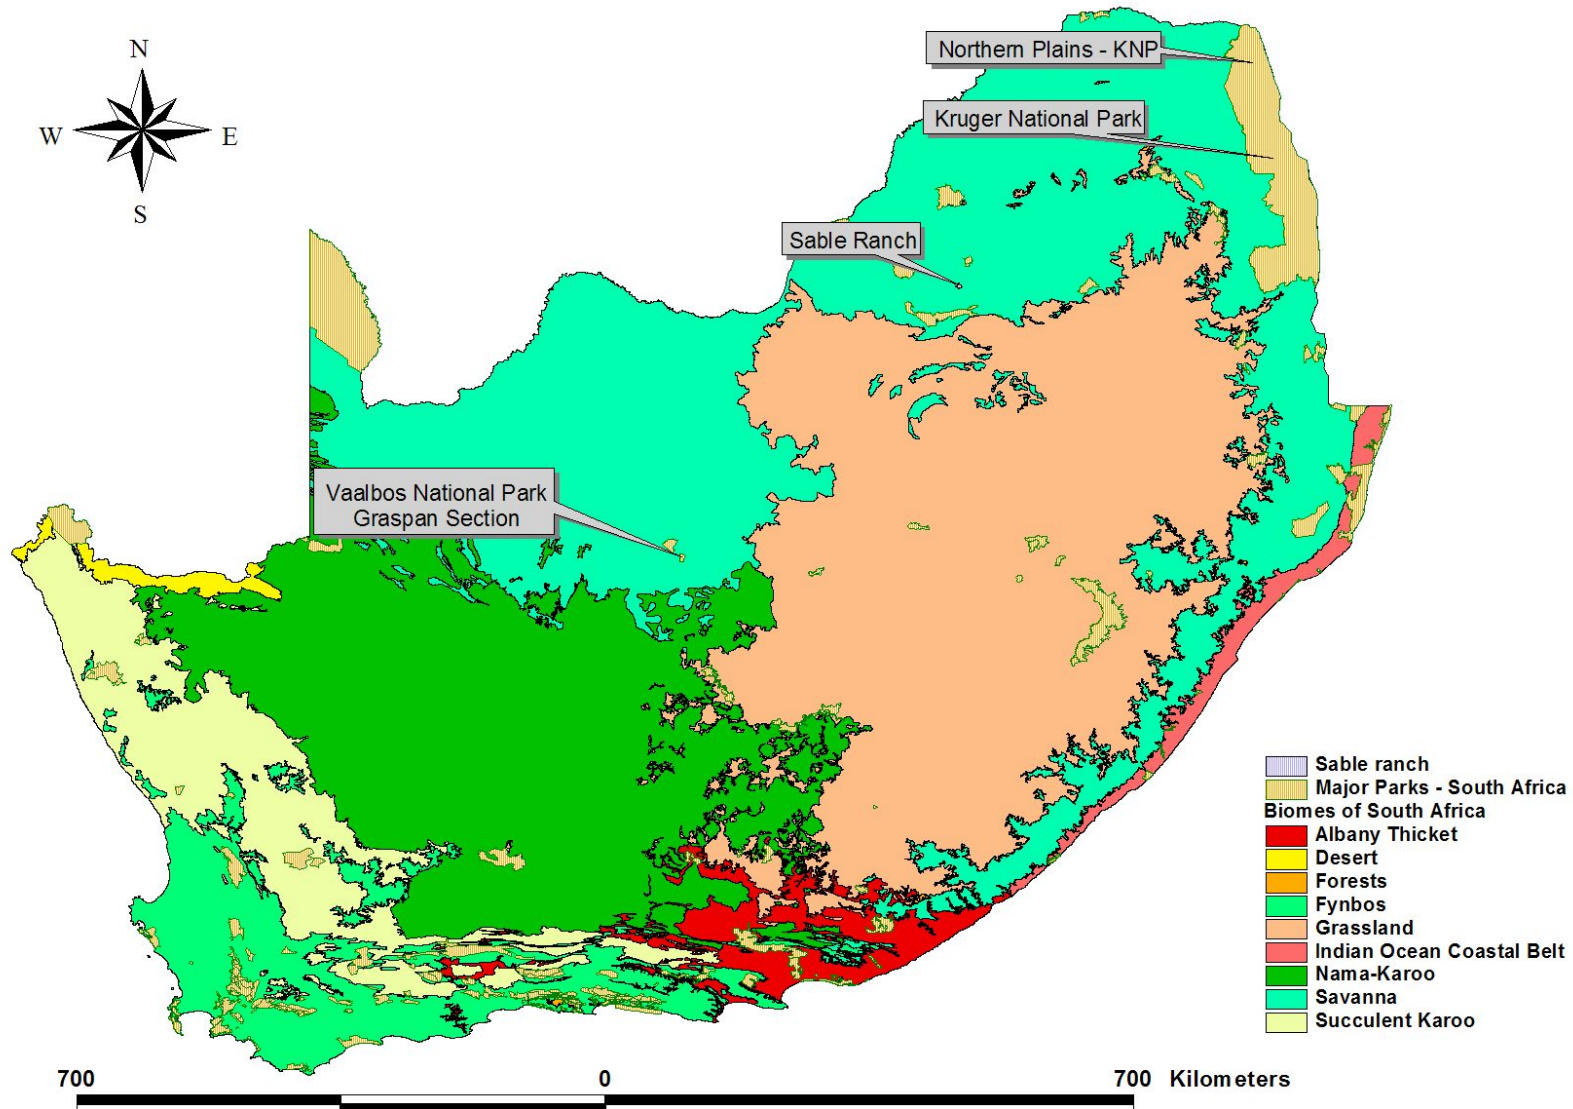 N
W E
S
Northern Plains - KNP
Kruger National Park
Sable Ranch
Vaalbos National Park
Graspan Section
Sable ranch
Major Parks - South Africa
Biomes of South Africa
Albany Thicket
Desert
Forests
Fynbos
Grassland
Indian Ocean Coastal Belt
Nama-Karoo
Savanna
Succulent Karoo
700 0 700 Kilometers